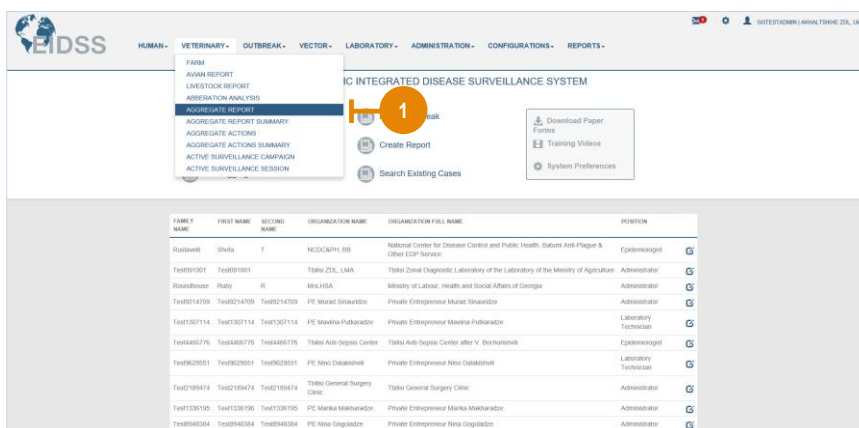 EIDSS
HUMAN VETERINARY OUTBREAK VECTOR LABORATORY ADMINISTRATION CONFIGURATIONS REPORTS
GGTESTADMIN | AKHALTSIKHE ZDL,
FARM
AVIAN REPORT
LIVESTOCK REPORT
ABBERATION ANALYSIS
AGGREGATE REPORT
AGGREGATE REPORT SUMMARY
AGGREGATE ACTIONS
AGGREGATE ACTIONS SUMMARY
ACTIVE SURVEILLANCE CAMPAIGN
ACTIVE SURVEILLANCE SESSION
IC INTEGRATED DISEASE SURVEILLANCE SYSTEM
1
eak
Create Report
Search Existing Cases
Download Paper
Forms
Training Videos
System Preferences
FAMILY NAME FIRST NAME SECOND NAME ORGANIZATION NAME ORGANIZATION FULL NAME POSITION
Rustaveli Shota T NCDC&PH, BB National Center for Disease Control and Public Health, Batumi Anti-Plague & Other EDP Service Epidemiologist
Test091001 Test091001 Tbilisi ZDL, LMA Tbilisi Zonal Diagnostic Laboratory of the Laboratory of the Ministry of Agriculture Administrator
Roundhouse Ruby R MoLHSA Ministry of Labour, Health and Social Affairs of Georgia Administrator
Test9214709 Test9214709 Test9214709 PE Murad Sinauridze Private Entrepreneur Murad Sinauridze Administrator
Test1307114 Test1307114 Test1307114 PE Mavlina Putkaradze Private Entrepreneur Mavlina Putkaradze Laboratory Technician
Test4466776 Test4466776 Test4466776 Tbilisi Anti-Sepsis Center Tbilisi Anti-Sepsis Center after V. Bochorishvili Epidemiologist
Test9629551 Test9629551 Test9629551 PE Nino Dalakishvili Private Entrepreneur Nino Dalakishvili Laboratory Technician
Test2189474 Test2189474 Test2189474 Tbilisi General Surgery Clinic Tbilisi General Surgery Clinic Administrator
Test1336195 Test1336196 Test1336195 PE Marika Makharadze Private Entrepreneur Marika Makharadze Administrator
Test8948384 Test8948384 Test8948384 PE Nina Gogoladze Private Entrepreneur Nina Gogoladze Administrator